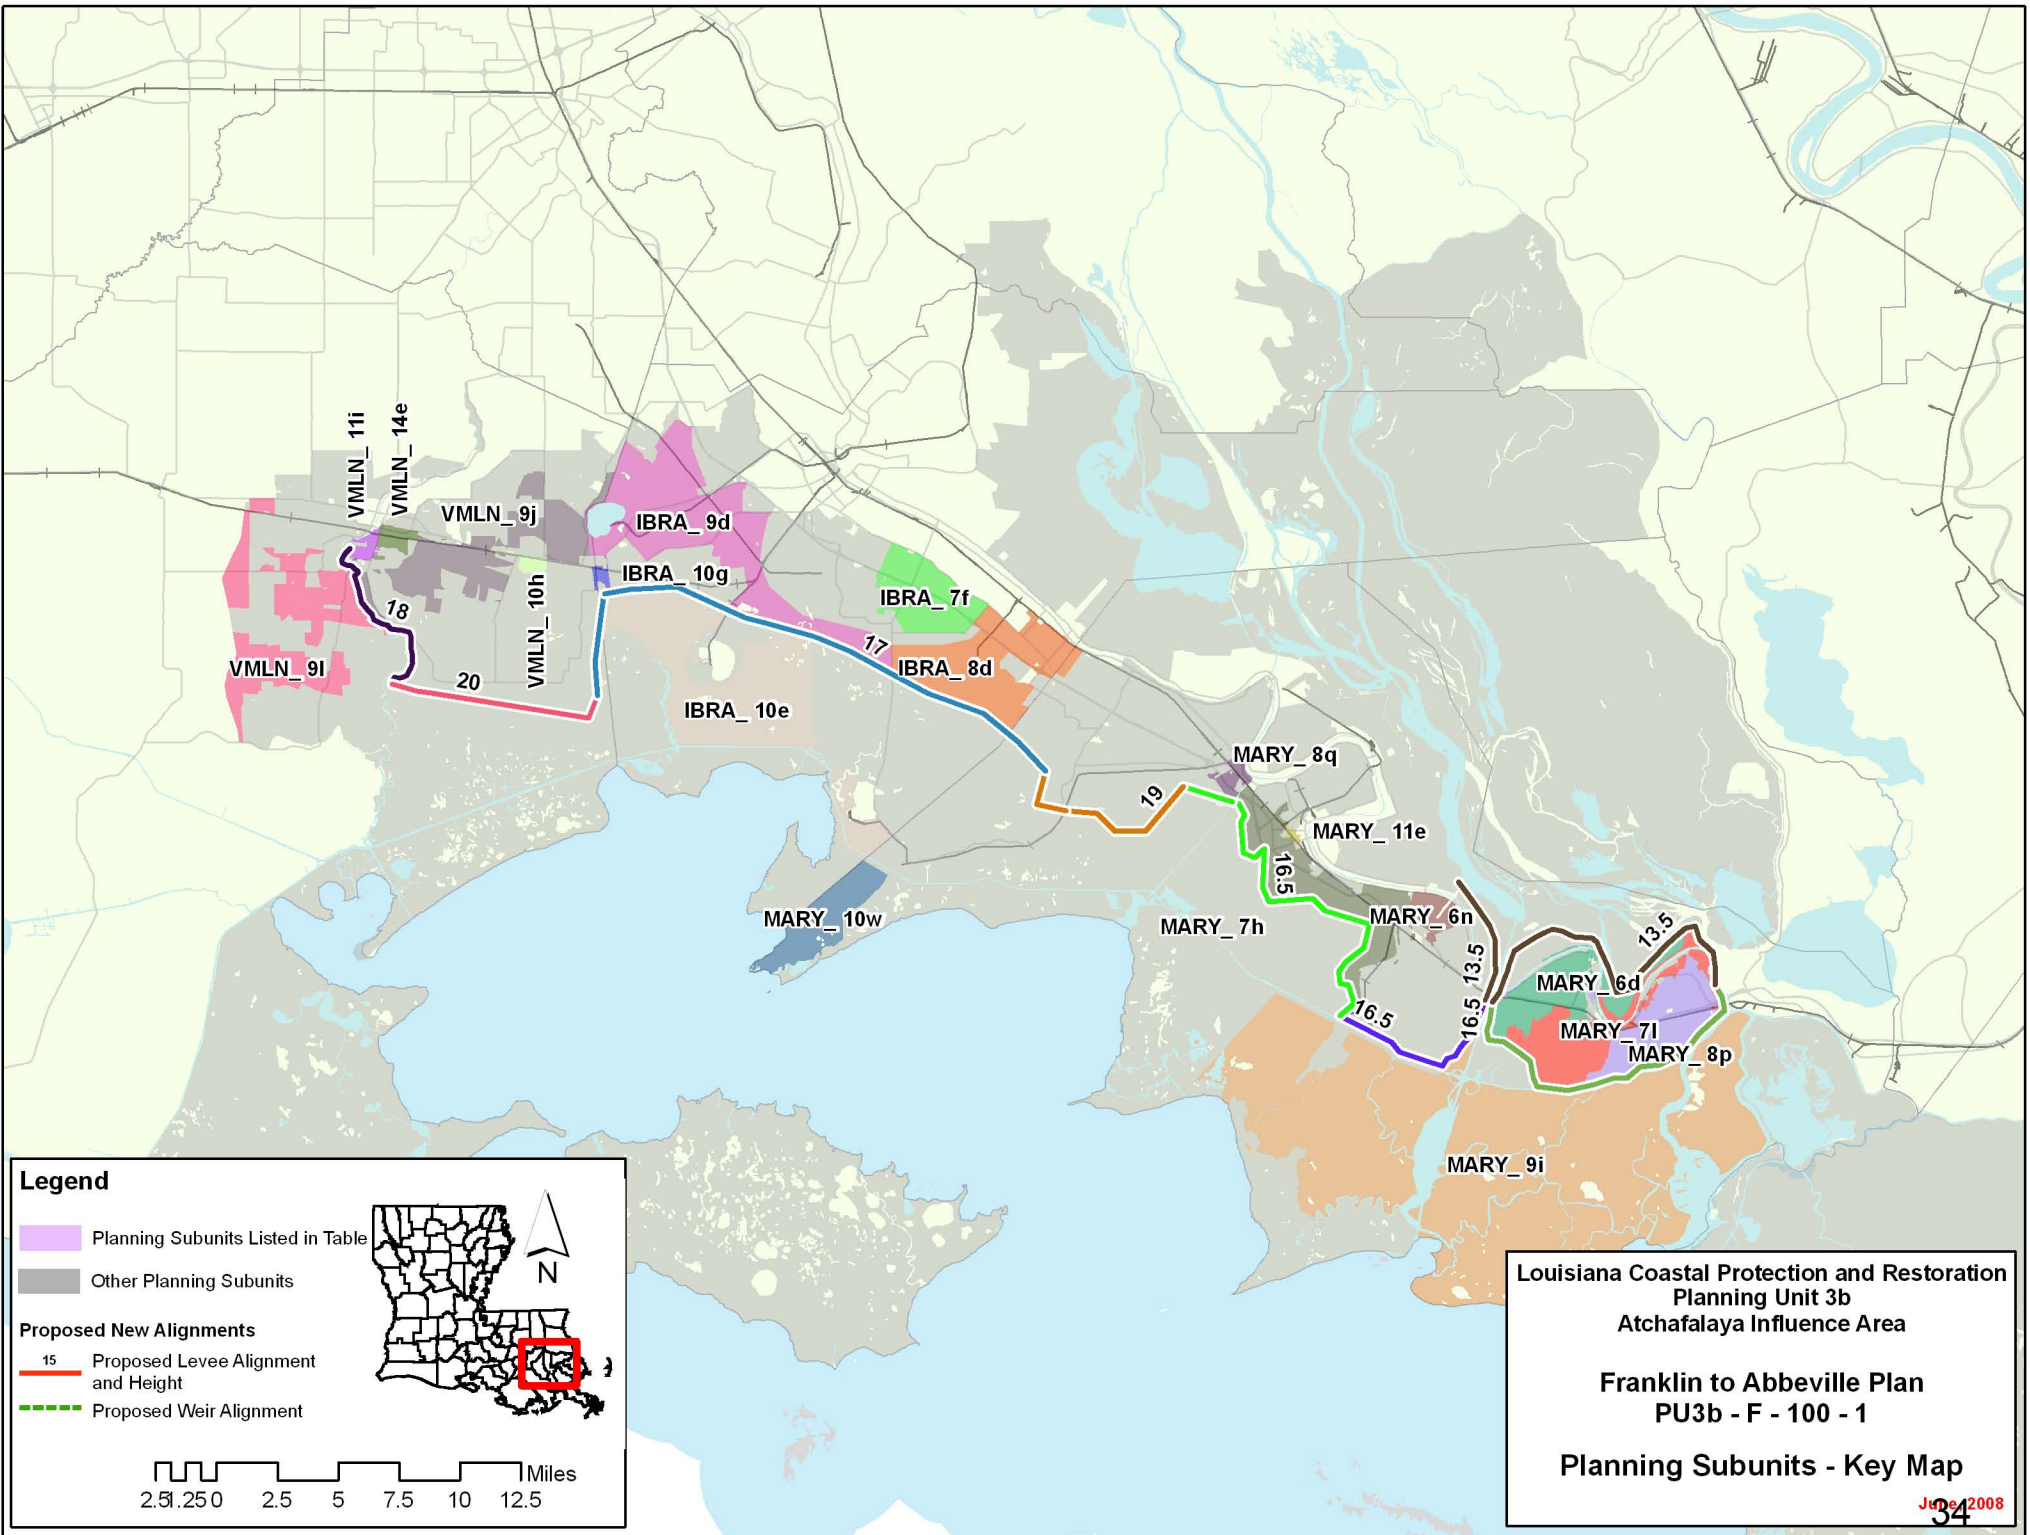 VMLN_ 11i
VMLN_ 14e
VMLN_ 9j
IBRA_ 9d
IBRA_ 10g
VMLN_ 10h
IBRA_ 7f
18
VMLN_ 9l
20
17
IBRA_ 8d
IBRA_ 10e
MARY_ 8q
19
MARY_ 11e
16.5
MARY_ 10w
MARY_ 7h
MARY_ 6n
13.5
13.5
MARY_ 6d
16.5
16.5
MARY_ 7l
MARY_ 8p
MARY_ 9i
Legend
Planning Subunits Listed in Table
Other Planning Subunits
Proposed New Alignments
15
Proposed Levee Alignment
and Height
Proposed Weir Alignment
N
Miles
2.5 1.25 0 2.5 5 7.5 10 12.5
Louisiana Coastal Protection and Restoration
Planning Unit 3b
Atchafalaya Influence Area
Franklin to Abbeville Plan
PU3b - F - 100 - 1
Planning Subunits - Key Map
June, 2008
34